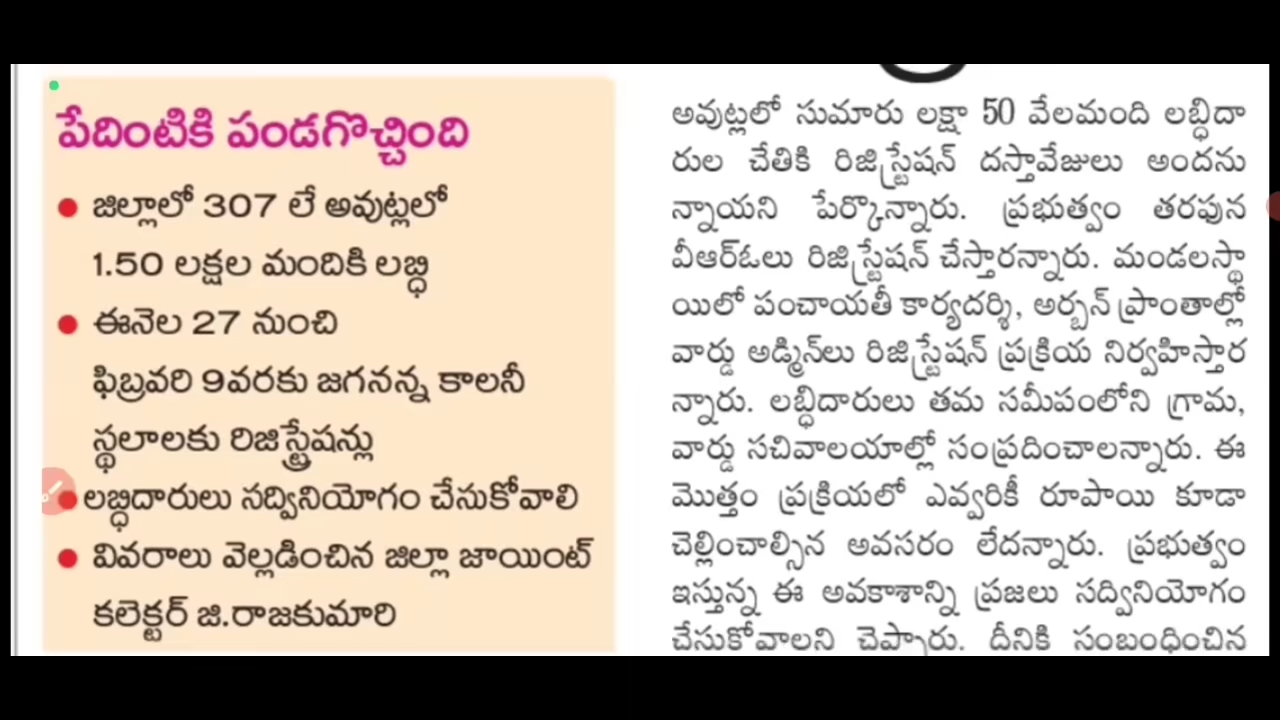 పేదింటికి పండగొచ్చింది
● జిల్లాలో 307 లే అవుట్లలో
1.50 లక్షల మందికి లబ్ధి
● ఈనెల 27 నుంచి
ఫిబ్రవరి 9వరకు జగనన్న కాలనీ
స్థలాలకు రిజిస్ట్రేషన్లు
● లబ్ధిదారులు సద్వినియోగం చేసుకోవాలి
● వివరాలు వెల్లడించిన జిల్లా జాయింట్
కలెక్టర్ జి.రాజకుమారి
అవుట్లలో సుమారు లక్షా 50 వేలమంది లబ్ధిదా
రుల చేతికి రిజిస్ట్రేషన్ దస్తావేజులు అందను
న్నాయని పేర్కొన్నారు. ప్రభుత్వం తరఫున
వీఆర్ఓలు రిజిస్ట్రేషన్ చేస్తారన్నారు. మండలస్థా
యిలో పంచాయతీ కార్యదర్శి, అర్బన్ ప్రాంతాల్లో
వార్డు అడ్మిన్‌లు రిజిస్ట్రేషన్ ప్రక్రియ నిర్వహిస్తార
న్నారు. లబ్ధిదారులు తమ సమీపంలోని గ్రామ,
వార్డు సచివాలయాల్లో సంప్రదించాలన్నారు. ఈ
మొత్తం ప్రక్రియలో ఎవ్వరికీ రూపాయి కూడా
చెల్లించాల్సిన అవసరం లేదన్నారు. ప్రభుత్వం
ఇస్తున్న ఈ అవకాశాన్ని ప్రజలు సద్వినియోగం
చేసుకోవాలని చెప్పారు. దీనికి సంబంధించిన